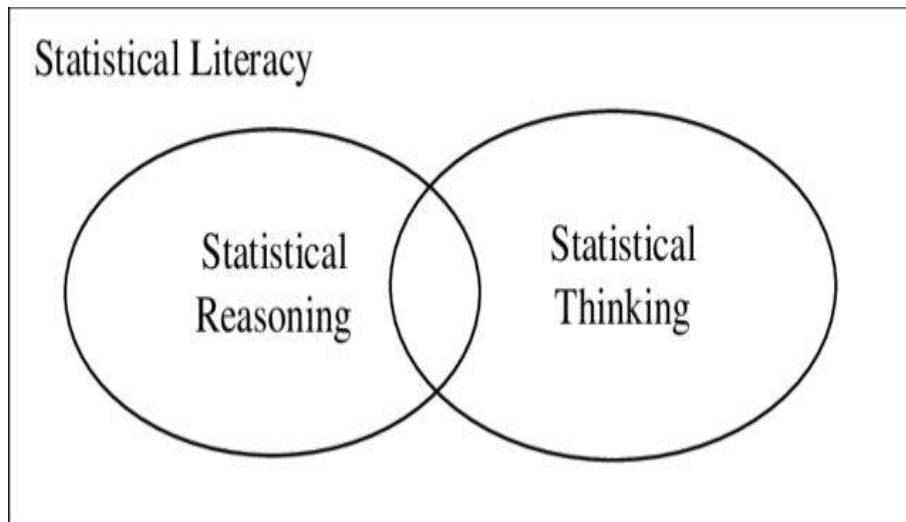 Statistical Literacy
Statistical
Reasoning
Statistical
Thinking